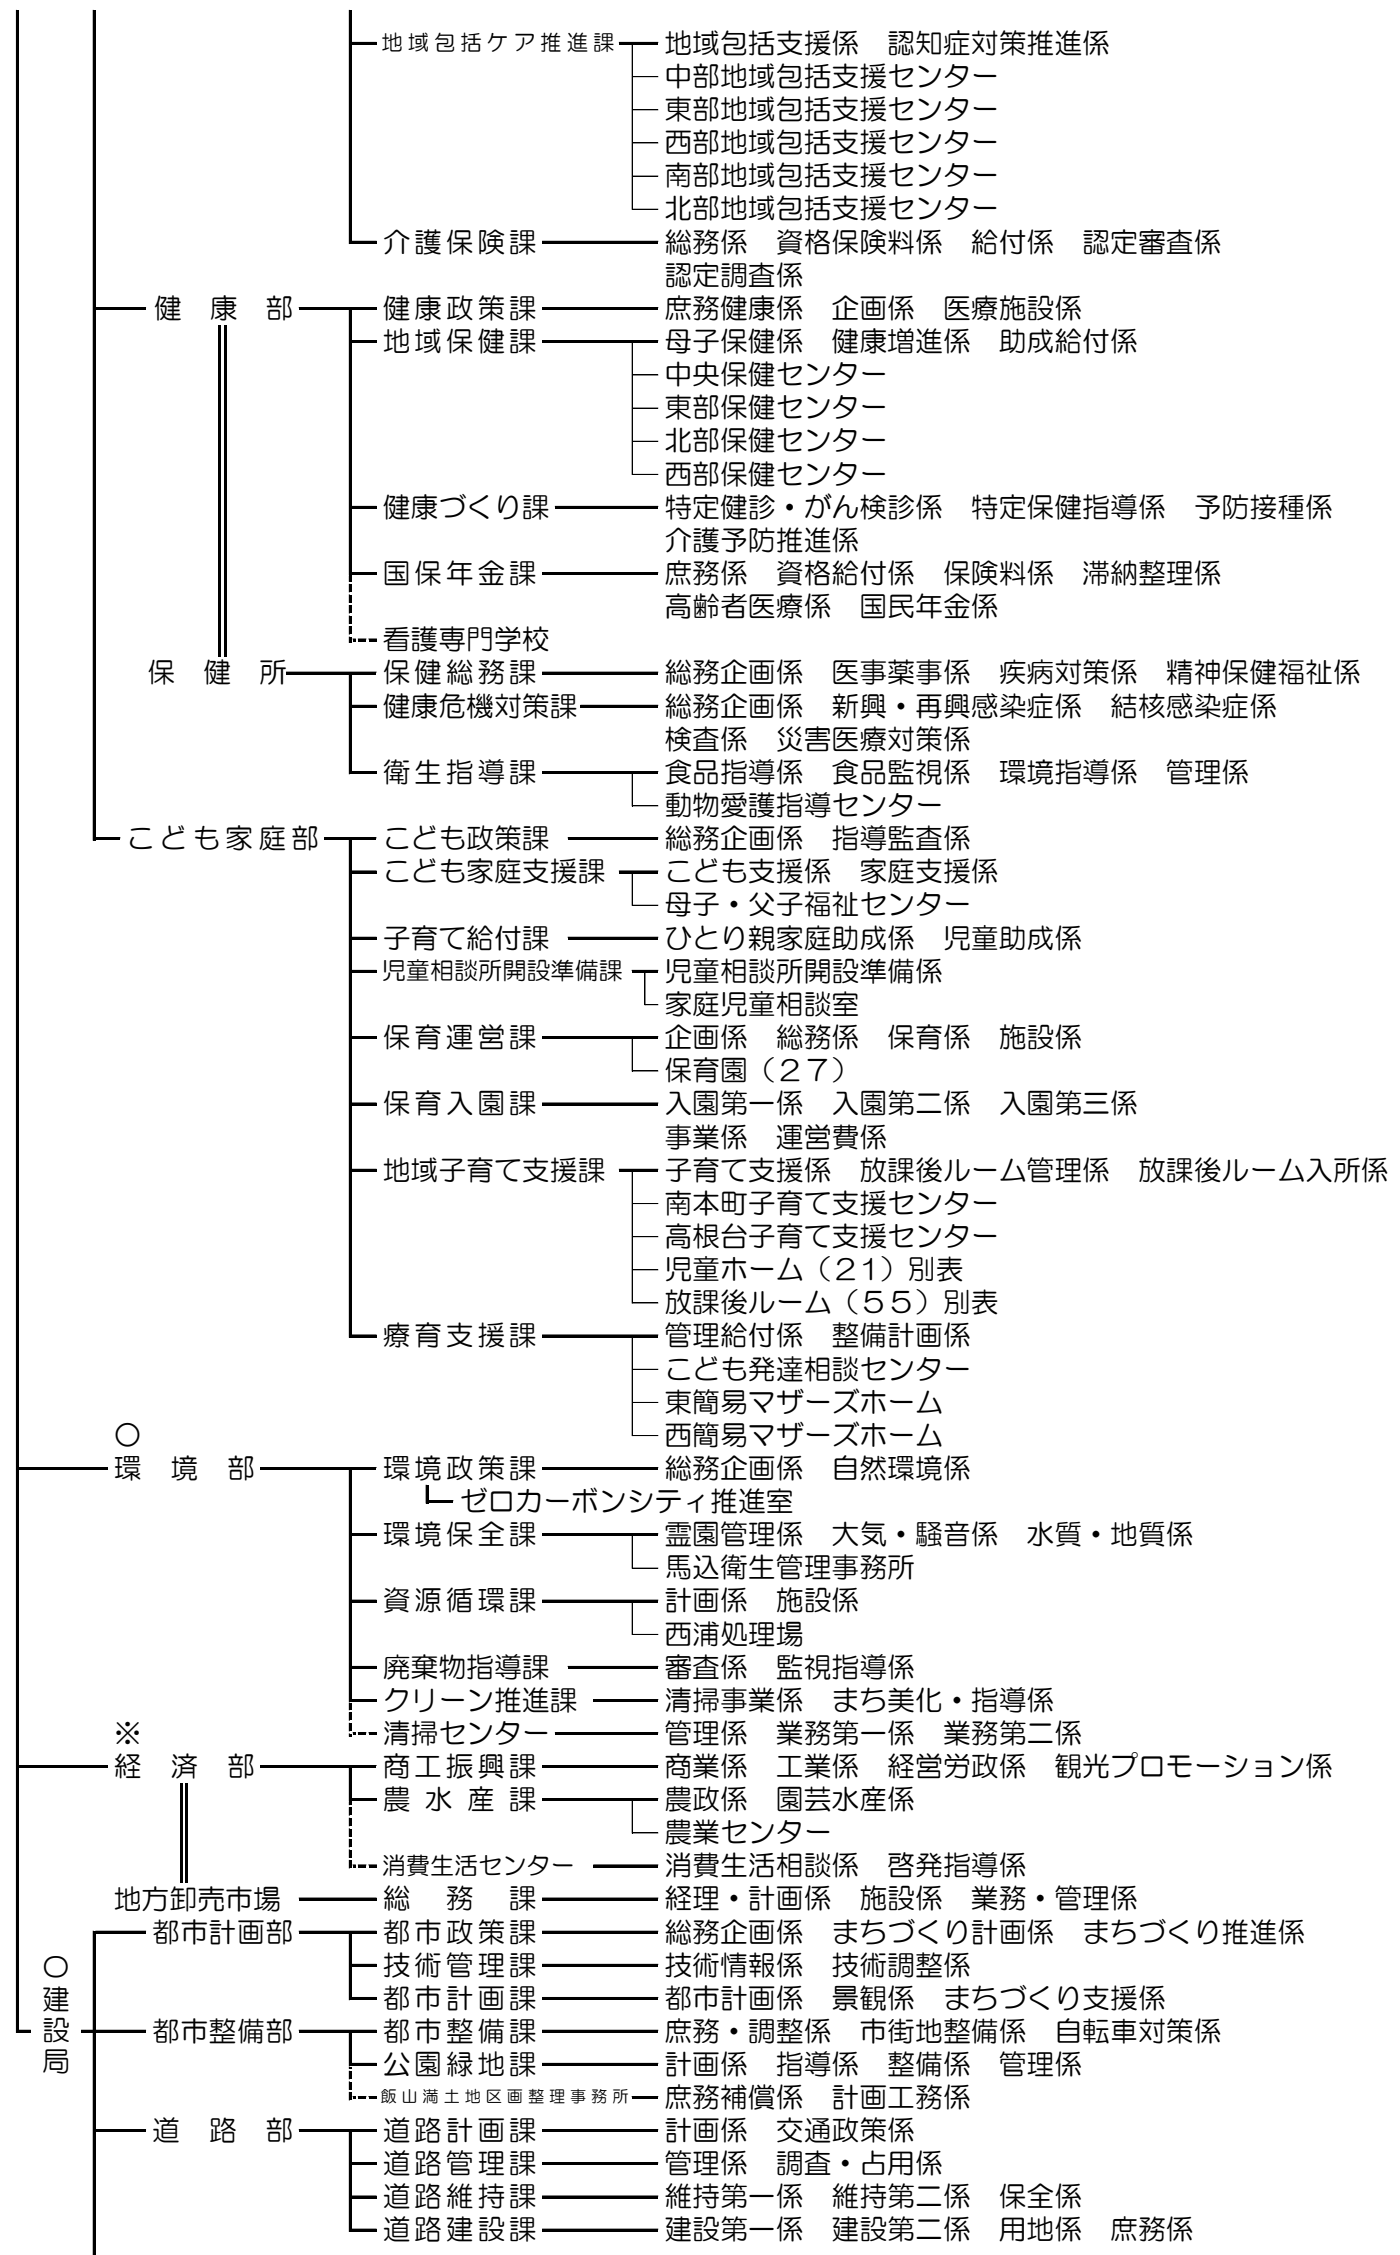 地域包括ケア推進課 地域包括支援係 認知症対策推進係
中部地域包括支援センター
東部地域包括支援センター
西部地域包括支援センター
南部地域包括支援センター
北部地域包括支援センター
介護保険課 総務係 資格保険料係 給付係 認定審査係
認定調査係
健康部 健康政策課 庶務健康係 企画係 医療施設係
地域保健課 母子保健係 健康増進係 助成給付係
中央保健センター
東部保健センター
北部保健センター
西部保健センター
健康づくり課 特定健診・がん検診係 特定保健指導係 予防接種係
介護予防推進係
国保年金課 庶務係 資格給付係 保険料係 滞納整理係
高齢者医療係 国民年金係
看護専門学校
保健所 保健総務課 総務企画係 医事薬事係 疾病対策係 精神保健福祉係
健康危機対策課 総務企画係 新興・再興感染症係 結核感染症係
検査係 災害医療対策係
衛生指導課 食品指導係 食品監視係 環境指導係 管理係
動物愛護指導センター
こども家庭部 こども政策課 総務企画係 指導監査係
こども家庭支援課 こども支援係 家庭支援係
母子・父子福祉センター
子育て給付課 ひとり親家庭助成係 児童助成係
児童相談所開設準備課 児童相談所開設準備係
家庭児童相談室
保育運営課 企画係 総務係 保育係 施設係
保育園（２７）
保育入園課 入園第一係 入園第二係 入園第三係
事業係 運営費係
地域子育て支援課 子育て支援係 放課後ルーム管理係 放課後ルーム入所係
南本町子育て支援センター
高根台子育て支援センター
児童ホーム（２１）別表
放課後ルーム（５５）別表
療育支援課 管理給付係 整備計画係
こども発達相談センター
東簡易マザーズホーム
西簡易マザーズホーム
○
環境部 環境政策課 総務企画係 自然環境係
ゼロカーボンシティ推進室
環境保全課 霊園管理係 大気・騒音係 水質・地質係
馬込衛生管理事務所
資源循環課 計画係 施設係
西浦処理場
廃棄物指導課 審査係 監視指導係
クリーン推進課 清掃事業係 まち美化・指導係
清掃センター 管理係 業務第一係 業務第二係
※
経済部 商工振興課 商業係 工業係 経営労政係 観光プロモーション係
農水産課 農政係 園芸水産係
農業センター
消費生活センター 消費生活相談係 啓発指導係
地方卸売市場 総務課 経理・計画係 施設係 業務・管理係
○建設局
都市計画部 都市政策課 総務企画係 まちづくり計画係 まちづくり推進係
技術管理課 技術情報係 技術調整係
都市計画課 都市計画係 景観係 まちづくり支援係
都市整備部 都市整備課 庶務・調整係 市街地整備係 自転車対策係
公園緑地課 計画係 指導係 整備係 管理係
飯山満土地区画整理事務所 庶務補償係 計画工務係
道路部 道路計画課 計画係 交通政策係
道路管理課 管理係 調査・占用係
道路維持課 維持第一係 維持第二係 保全係
道路建設課 建設第一係 建設第二係 用地係 庶務係